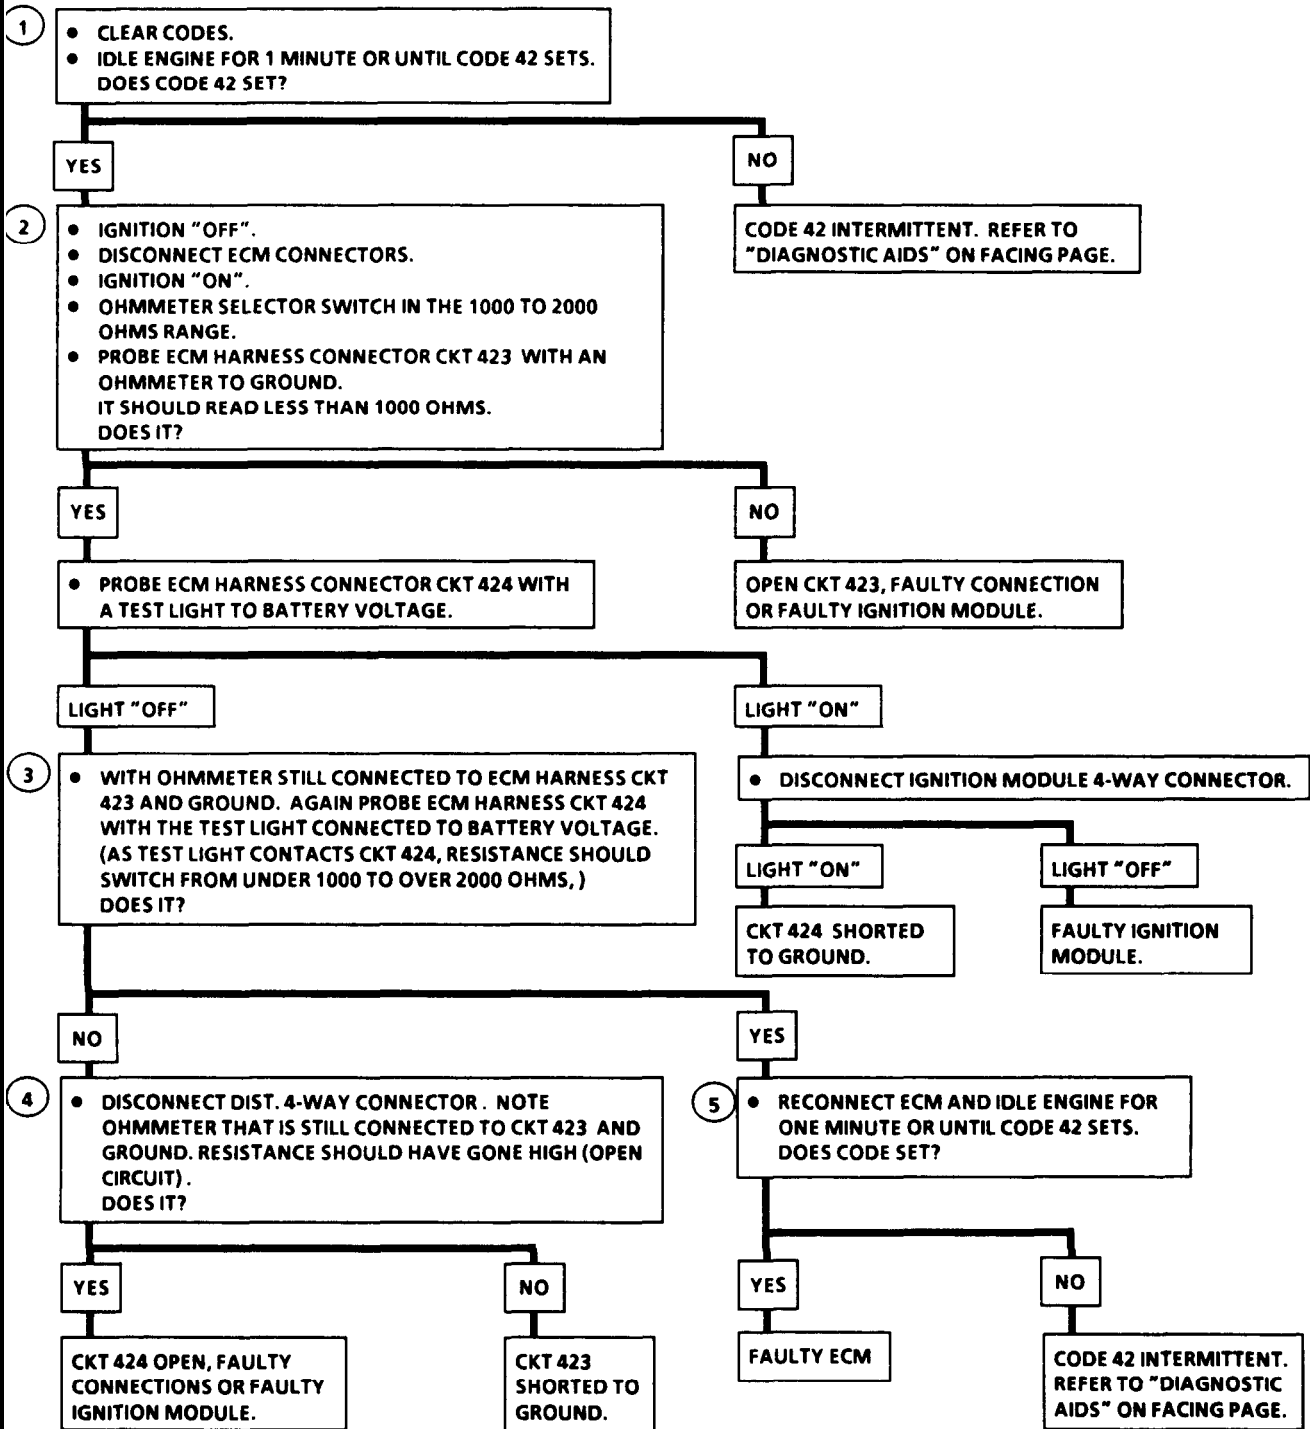 1
• CLEAR CODES.
• IDLE ENGINE FOR 1 MINUTE OR UNTIL CODE 42 SETS.
DOES CODE 42 SET?
YES
NO
2
• IGNITION "OFF".
• DISCONNECT ECM CONNECTORS.
• IGNITION "ON".
• OHMMETER SELECTOR SWITCH IN THE 1000 TO 2000
OHMS RANGE.
• PROBE ECM HARNESS CONNECTOR CKT 423 WITH AN
OHMMETER TO GROUND.
IT SHOULD READ LESS THAN 1000 OHMS.
DOES IT?
CODE 42 INTERMITTENT. REFER TO
"DIAGNOSTIC AIDS" ON FACING PAGE.
YES
NO
• PROBE ECM HARNESS CONNECTOR CKT 424 WITH
A TEST LIGHT TO BATTERY VOLTAGE.
OPEN CKT 423, FAULTY CONNECTION
OR FAULTY IGNITION MODULE.
LIGHT "OFF"
LIGHT "ON"
3
• WITH OHMMETER STILL CONNECTED TO ECM HARNESS CKT
423 AND GROUND. AGAIN PROBE ECM HARNESS CKT 424
WITH THE TEST LIGHT CONNECTED TO BATTERY VOLTAGE.
(AS TEST LIGHT CONTACTS CKT 424, RESISTANCE SHOULD
SWITCH FROM UNDER 1000 TO OVER 2000 OHMS, )
DOES IT?
• DISCONNECT IGNITION MODULE 4-WAY CONNECTOR.
LIGHT "ON"
LIGHT "OFF"
CKT 424 SHORTED
TO GROUND.
FAULTY IGNITION
MODULE.
NO
YES
4
• DISCONNECT DIST. 4-WAY CONNECTOR . NOTE
OHMMETER THAT IS STILL CONNECTED TO CKT 423 AND
GROUND. RESISTANCE SHOULD HAVE GONE HIGH (OPEN
CIRCUIT) .
DOES IT?
5
• RECONNECT ECM AND IDLE ENGINE FOR
ONE MINUTE OR UNTIL CODE 42 SETS.
DOES CODE SET?
YES
NO
YES
NO
CKT 424 OPEN, FAULTY
CONNECTIONS OR FAULTY
IGNITION MODULE.
CKT 423
SHORTED TO
GROUND.
FAULTY ECM
CODE 42 INTERMITTENT.
REFER TO "DIAGNOSTIC
AIDS" ON FACING PAGE.